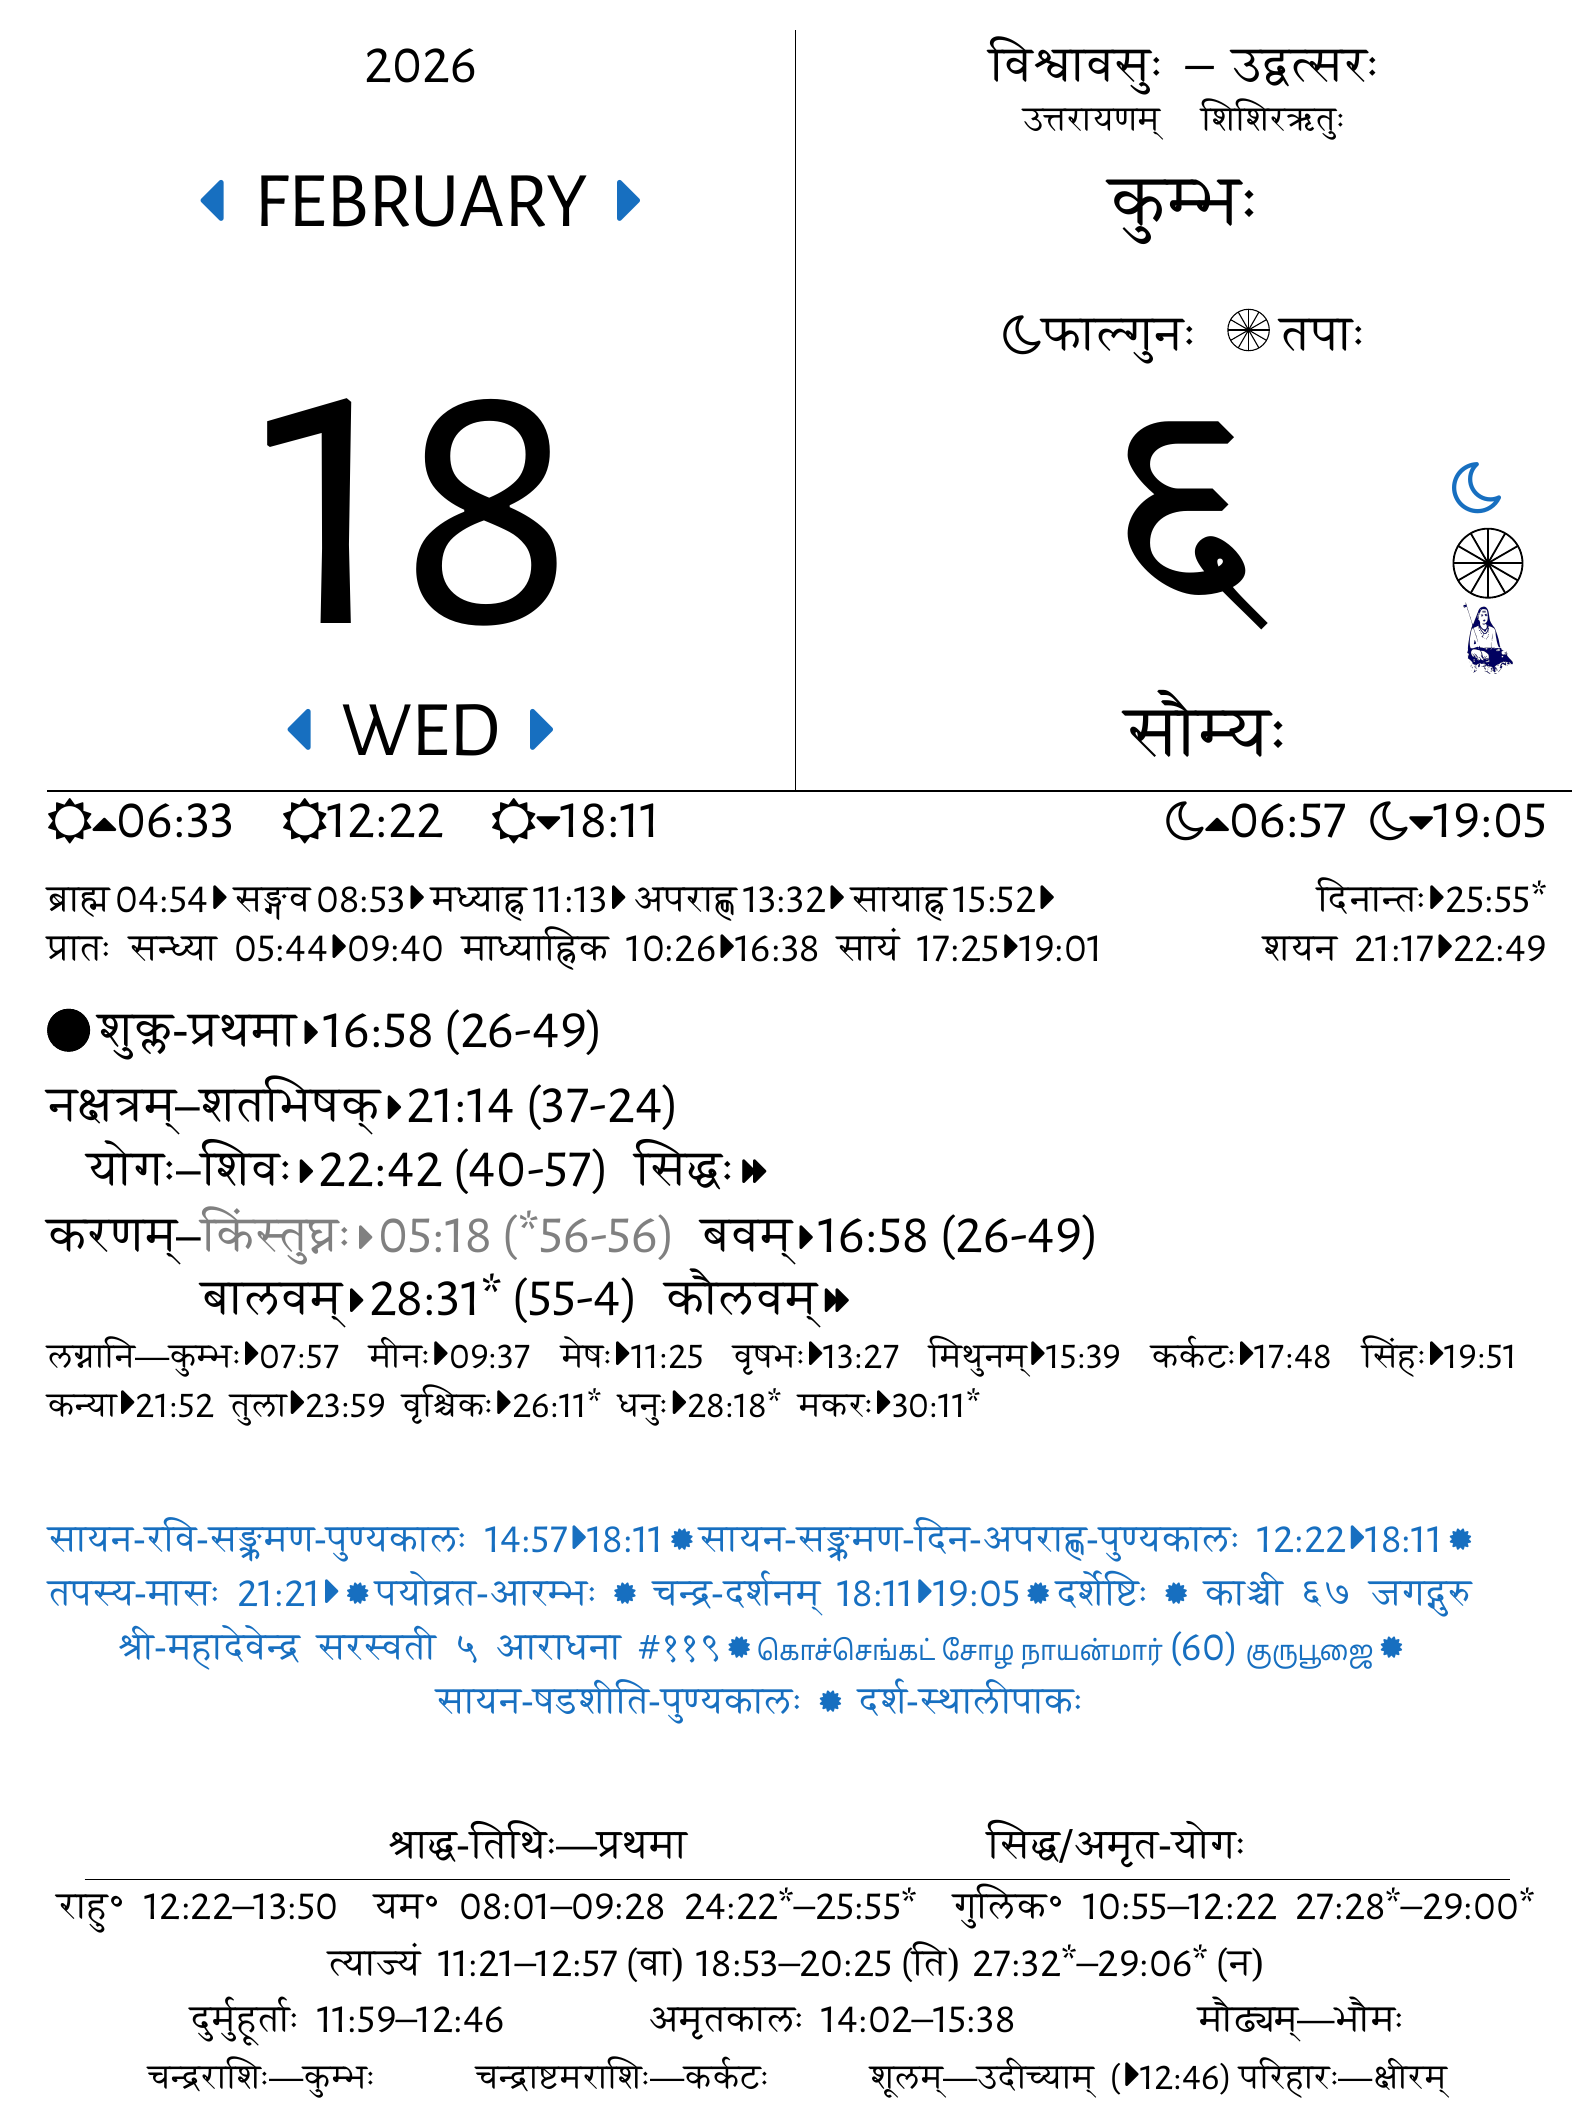 2026
FEBRUARY
18
WED
विश्वावसुः – उद्वत्सरः
उत्तरायणम् शिशिरऋतुः
कुम्भः
फाल्गुनः तपाः
६
सौम्यः
06:33 12:22 18:11 06:57 19:05
ब्राह्म 04:54 सङ्गव 08:53 मध्याह्न 11:13 अपराह्ण 13:32 सायाह्न 15:52 दिनान्तः 25:55*
प्रातः सन्ध्या 05:44 09:40 माध्याह्निक 10:26 16:38 सायं 17:25 19:01 शयन 21:17 22:49
शुक्ल-प्रथमा 16:58 (26-49)
नक्षत्रम्–शतभिषक् 21:14 (37-24)
योगः–शिवः 22:42 (40-57) सिद्धः
करणम्–किंस्तुघ्नः 05:18 (*56-56) बवम् 16:58 (26-49)
बालवम् 28:31* (55-4) कौलवम्
लग्नानि—कुम्भः 07:57 मीनः 09:37 मेषः 11:25 वृषभः 13:27 मिथुनम् 15:39 कर्कटः 17:48 सिंहः 19:51
कन्या 21:52 तुला 23:59 वृश्चिकः 26:11* धनुः 28:18* मकरः 30:11*
सायन-रवि-सङ्क्रमण-पुण्यकालः 14:57 18:11 सायन-सङ्क्रमण-दिन-अपराह्ण-पुण्यकालः 12:22 18:11
तपस्य-मासः 21:21 पयोव्रत-आरम्भः चन्द्र-दर्शनम् 18:11 19:05 दर्शेष्टिः काञ्ची ६७ जगद्गुरु
श्री-महादेवेन्द्र सरस्वती ५ आराधना #११९ கொச்செங்கட் சோழ நாயன்மார் (60) குருபூஜை
सायन-षडशीति-पुण्यकालः दर्श-स्थालीपाकः
श्राद्ध-तिथिः—प्रथमा सिद्ध/अमृत-योगः
राहु° 12:22–13:50 यम° 08:01–09:28 24:22*–25:55* गुलिक° 10:55–12:22 27:28*–29:00*
त्याज्यं 11:21–12:57 (वा) 18:53–20:25 (ति) 27:32*–29:06* (न)
दुर्मुहूर्ताः 11:59–12:46 अमृतकालः 14:02–15:38 मौढ्यम्—भौमः
चन्द्रराशिः—कुम्भः चन्द्राष्टमराशिः—कर्कटः शूलम्—उदीच्याम् ( 12:46) परिहारः—क्षीरम्